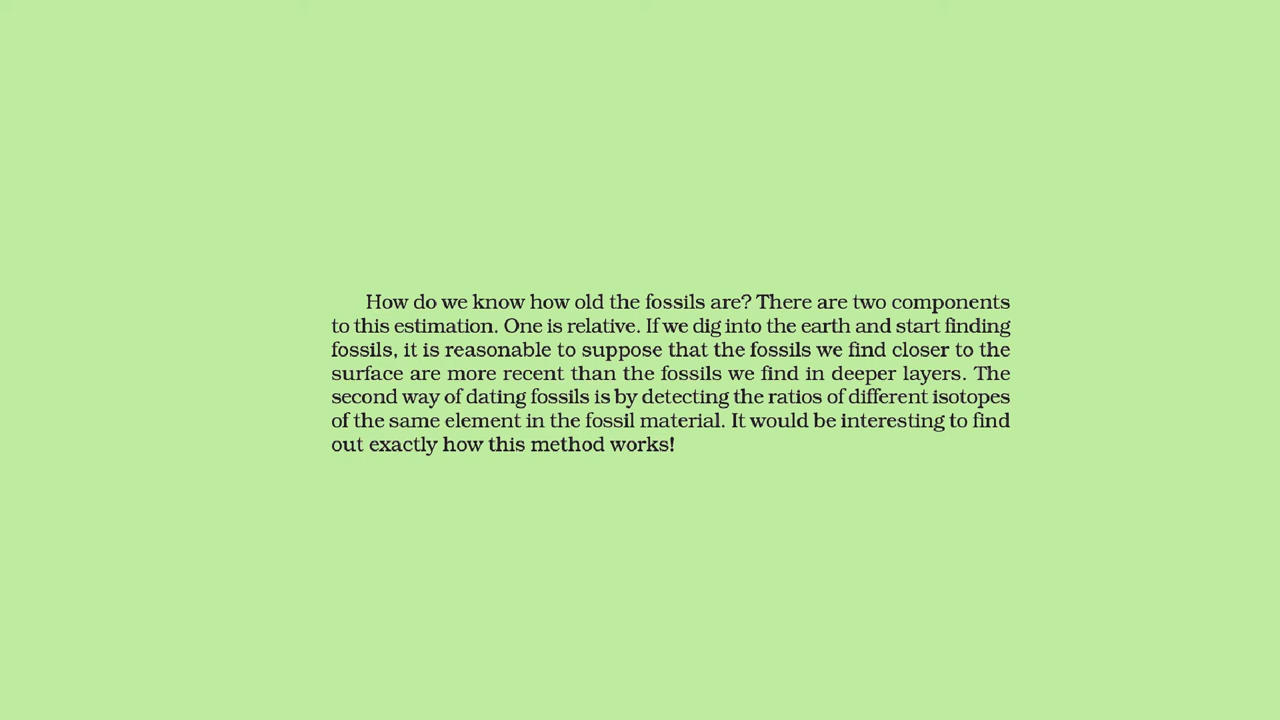 How do we know how old the fossils are? There are two components
to this estimation. One is relative. If we dig into the earth and start finding
fossils, it is reasonable to suppose that the fossils we find closer to the
surface are more recent than the fossils we find in deeper layers. The
second way of dating fossils is by detecting the ratios of different isotopes
of the same element in the fossil material. It would be interesting to find
out exactly how this method works!